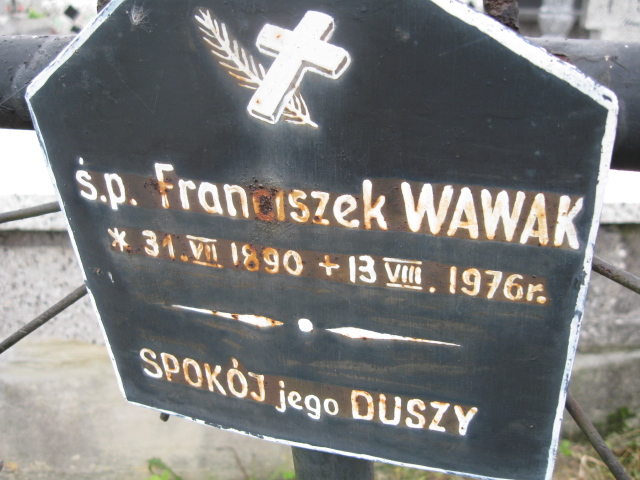 ś.p. Franciszek WAWAK
* 31. VII 1890 + 13 VIII. 1976r.
SPOKÓJ jego DUSZY